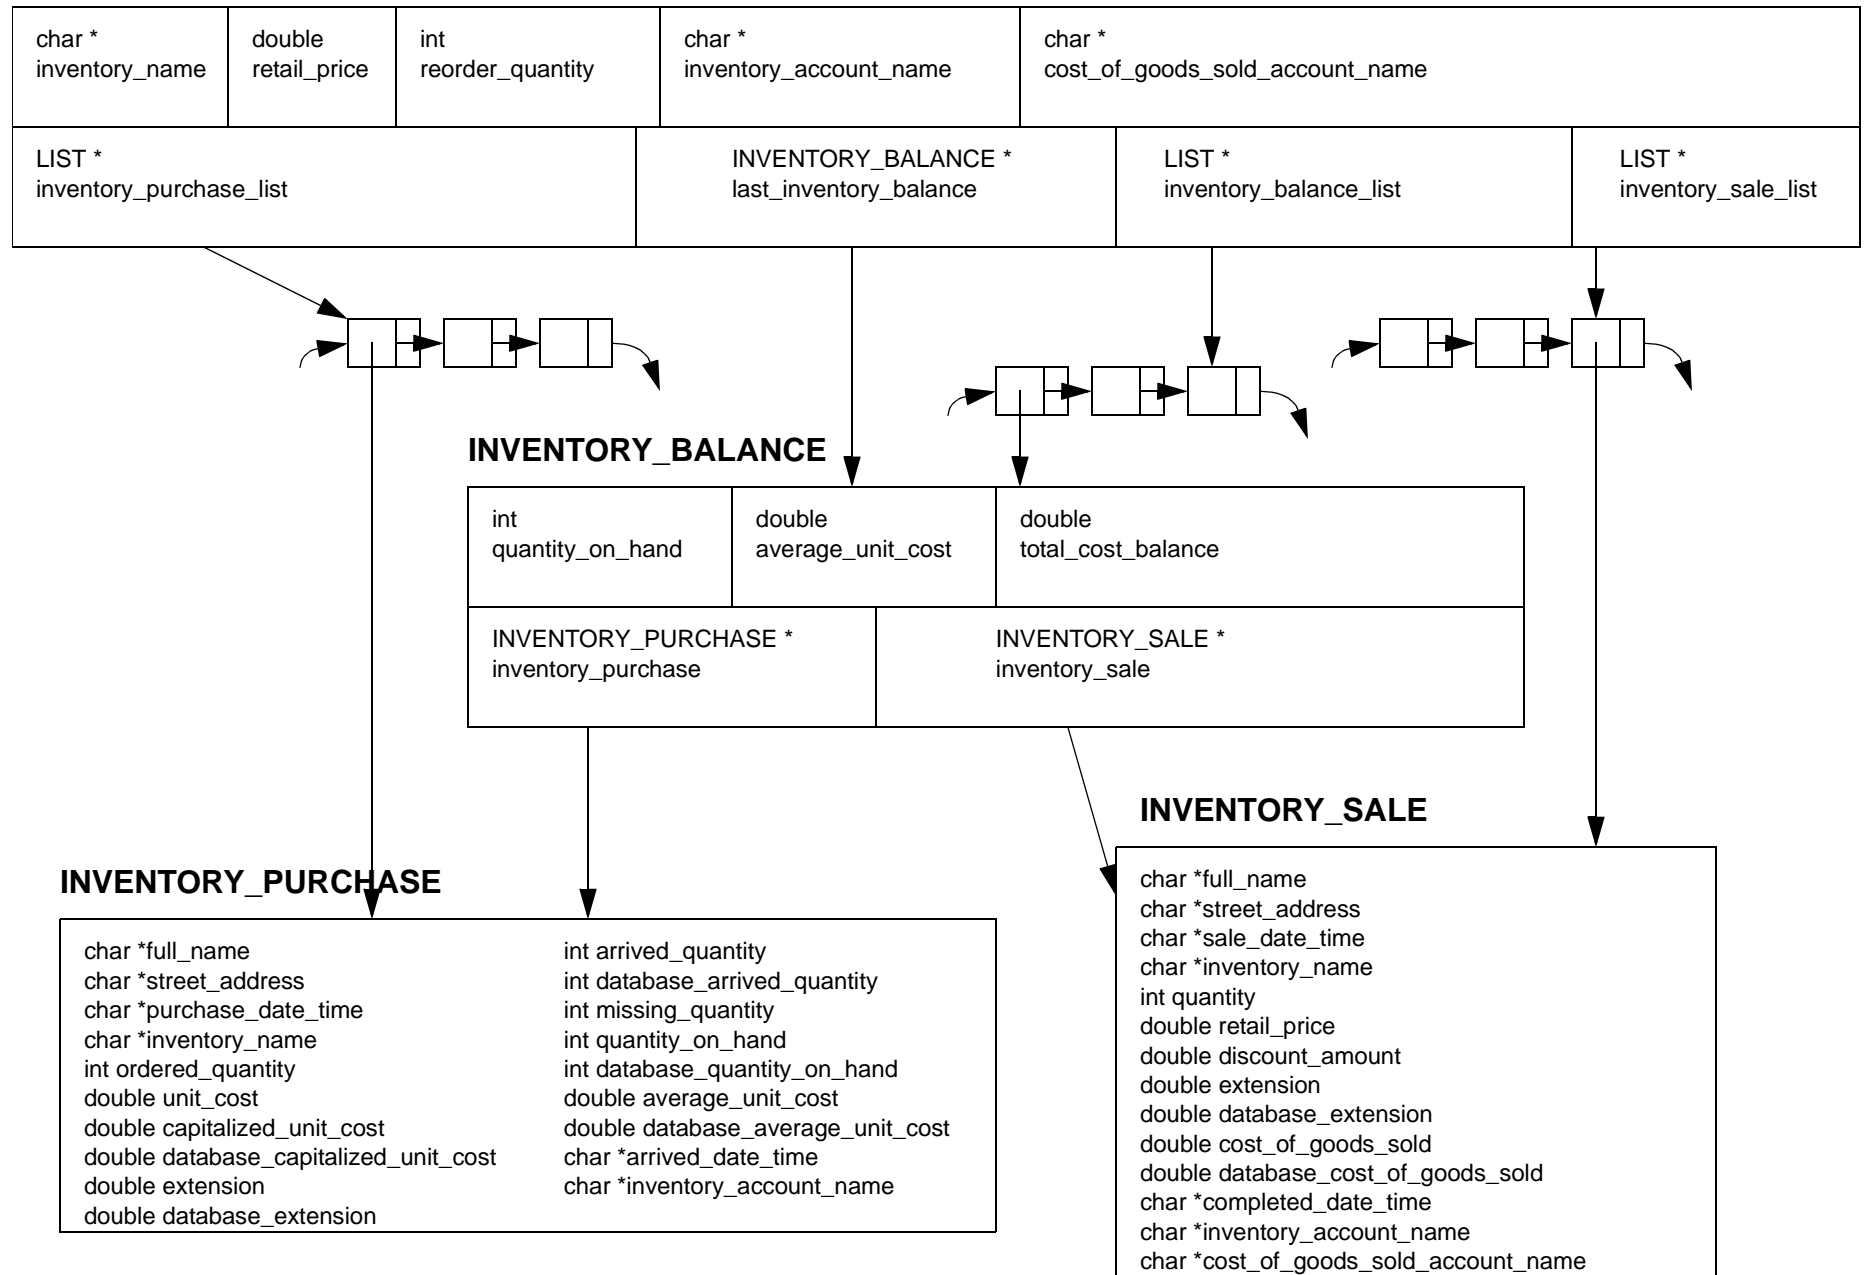 char *
inventory_name
double
retail_price
int
reorder_quantity
char *
inventory_account_name
char *
cost_of_goods_sold_account_name
LIST *
inventory_purchase_list
INVENTORY_BALANCE *
last_inventory_balance
LIST *
inventory_balance_list
LIST *
inventory_sale_list
INVENTORY_BALANCE
int
quantity_on_hand
double
average_unit_cost
double
total_cost_balance
INVENTORY_PURCHASE *
inventory_purchase
INVENTORY_SALE *
inventory_sale
INVENTORY_PURCHASE
char *full_name
char *street_address
char *purchase_date_time
char *inventory_name
int ordered_quantity
double unit_cost
double capitalized_unit_cost
double database_capitalized_unit_cost
double extension
double database_extension
int arrived_quantity
int database_arrived_quantity
int missing_quantity
int quantity_on_hand
int database_quantity_on_hand
double average_unit_cost
double database_average_unit_cost
char *arrived_date_time
char *inventory_account_name
INVENTORY_SALE
char *full_name
char *street_address
char *sale_date_time
char *inventory_name
int quantity
double retail_price
double discount_amount
double extension
double database_extension
double cost_of_goods_sold
double database_cost_of_goods_sold
char *completed_date_time
char *inventory_account_name
char *cost_of_goods_sold_account_name